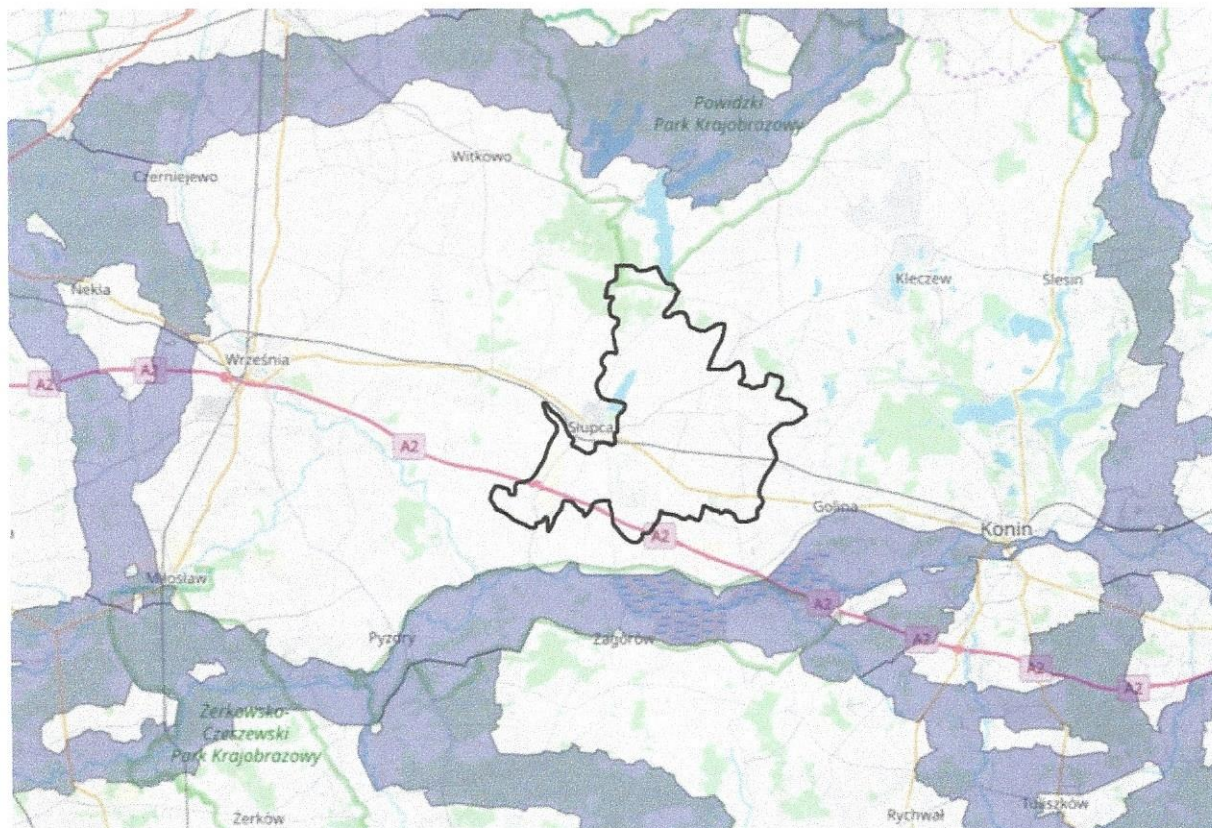 Powidzki
Park Krajobrazowy
Witkowo
Czerniejewo
Kleczew
Ślesin
Nekla
Września
A2
A2
Słupca
A2
Golina
A2
Konin
Miłosław
A2
Pyzdry
Zagórów
A2
A2
A2
Żerkowsko-
Czeszewski
Park Krajobrazowy
Żerków
Rychwał
Tuliszków